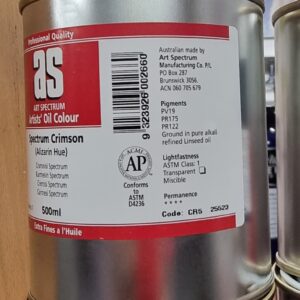 Professional Quality
as
ART SPECTRUM
Artists' Oil Colour
Spectrum Crimson
(Alizarin Hue)
500ml
Extra Fines a l'Huile
9 323926 002660
ACMI
AP
Conforms
to
ASTM
D4236
Australian made by
Art Spectrum
Manufacturing Co. P/L
PO Box 287
Brunswick 3056.
ACN 060 705 679
Pigments
PV19
PR175
PR122
Ground in pure alkali
refined Linseed oil
Lightfastness
ASTM Class: 1
Transparent
Miscible
Permanence
++++
Code: CR5 25629